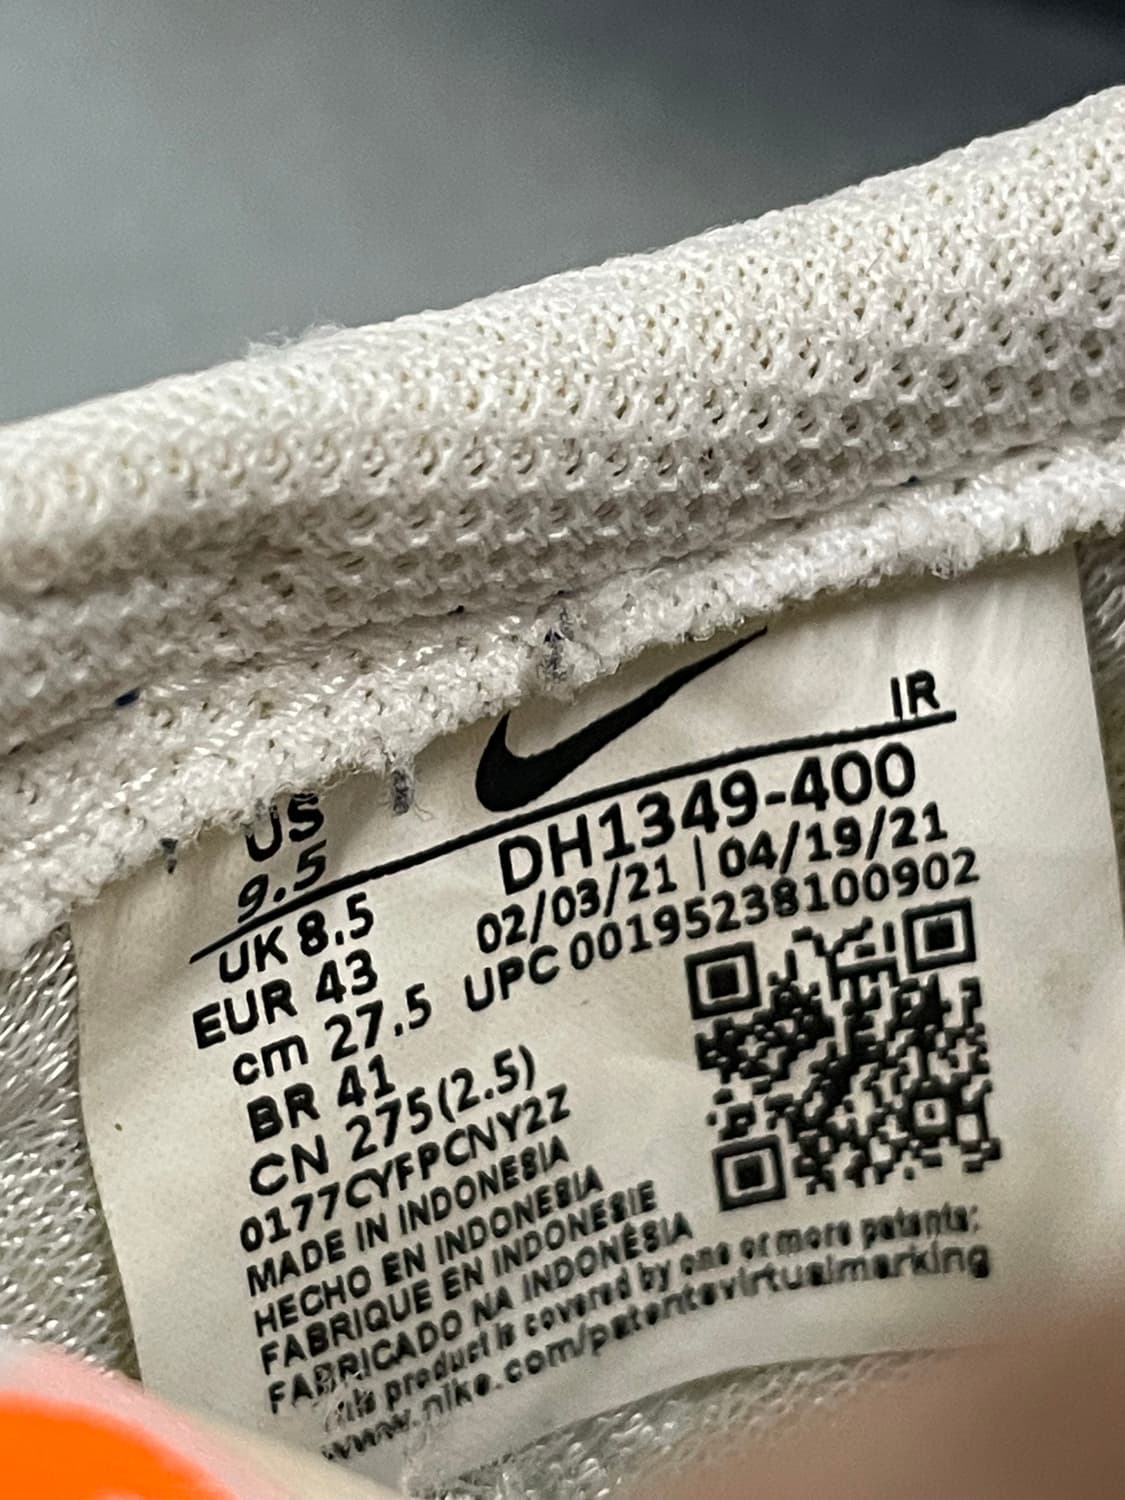 IR
US
9.5
DH1349-400
02/03/21 | 04/19/21
UPC 00195238100902
UK 8.5
EUR 43
cm 27.5
BR 41
CN 275(2.5)
0177CYFPCNY2Z
MADE IN INDONESIA
HECHO EN INDONESIA
FABRIQUE EN INDONESIE
FABRICADO NA INDONÉSIA
This product is covered by one or more patents:
www.nike.com/patentsvirtualmarking